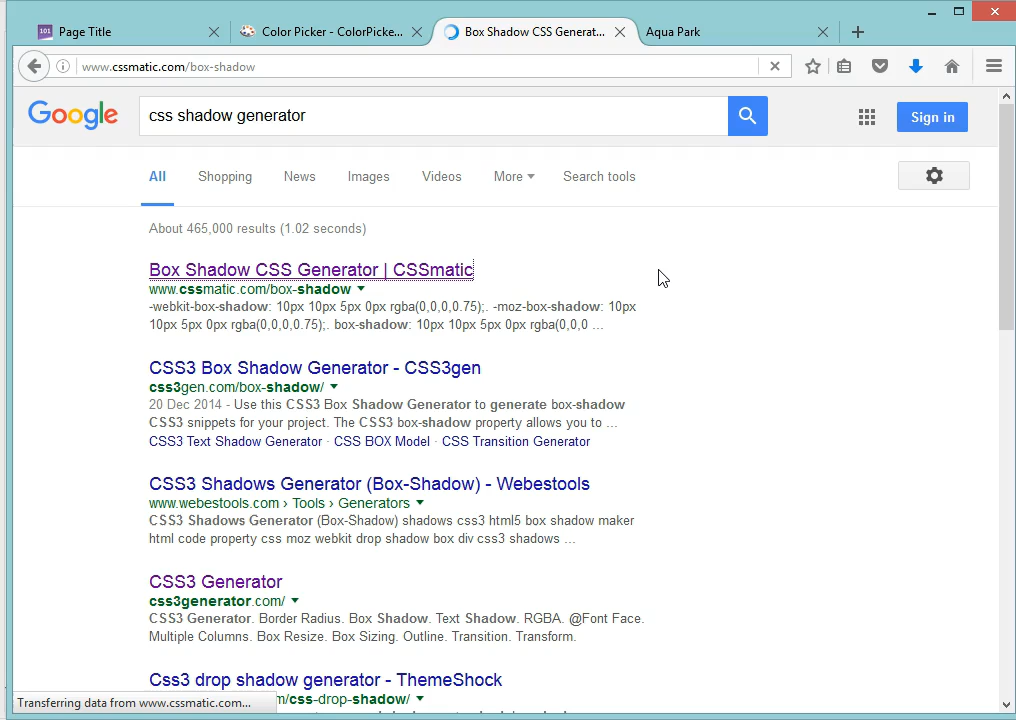 101 Page Title
Color Picker - ColorPicke...
Box Shadow CSS Generat...
Aqua Park
www.cssmatic.com/box-shadow
Google
css shadow generator
Sign in
All Shopping News Images Videos More Search tools
About 465,000 results (1.02 seconds)
Box Shadow CSS Generator | CSSmatic
www.cssmatic.com/box-shadow
-webkit-box-shadow: 10px 10px 5px 0px rgba(0,0,0,0.75);. -moz-box-shadow: 10px
10px 5px 0px rgba(0,0,0,0.75);. box-shadow: 10px 10px 5px 0px rgba(0,0,0 ...
CSS3 Box Shadow Generator - CSS3gen
css3gen.com/box-shadow/
20 Dec 2014 - Use this CSS3 Box Shadow Generator to generate box-shadow
CSS3 snippets for your project. The CSS3 box-shadow property allows you to ...
CSS3 Text Shadow Generator · CSS BOX Model · CSS Transition Generator
CSS3 Shadows Generator (Box-Shadow) - Webestools
www.webestools.com › Tools › Generators
CSS3 Shadows Generator (Box-Shadow) shadows css3 html5 box shadow maker
html code property css moz webkit drop shadow box div css3 shadows ...
CSS3 Generator
css3generator.com/
CSS3 Generator. Border Radius. Box Shadow. Text Shadow. RGBA. @Font Face.
Multiple Columns. Box Resize. Box Sizing. Outline. Transition. Transform.
Css3 drop shadow generator - ThemeShock
m/css-drop-shadow/
Transferring data from www.cssmatic.com...